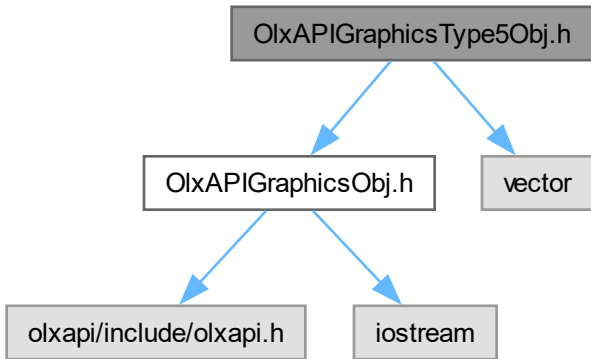 OlxAPIGraphicsType5Obj.h
OlxAPIGraphicsObj.h
vector
olxapi/include/olxapi.h
iostream